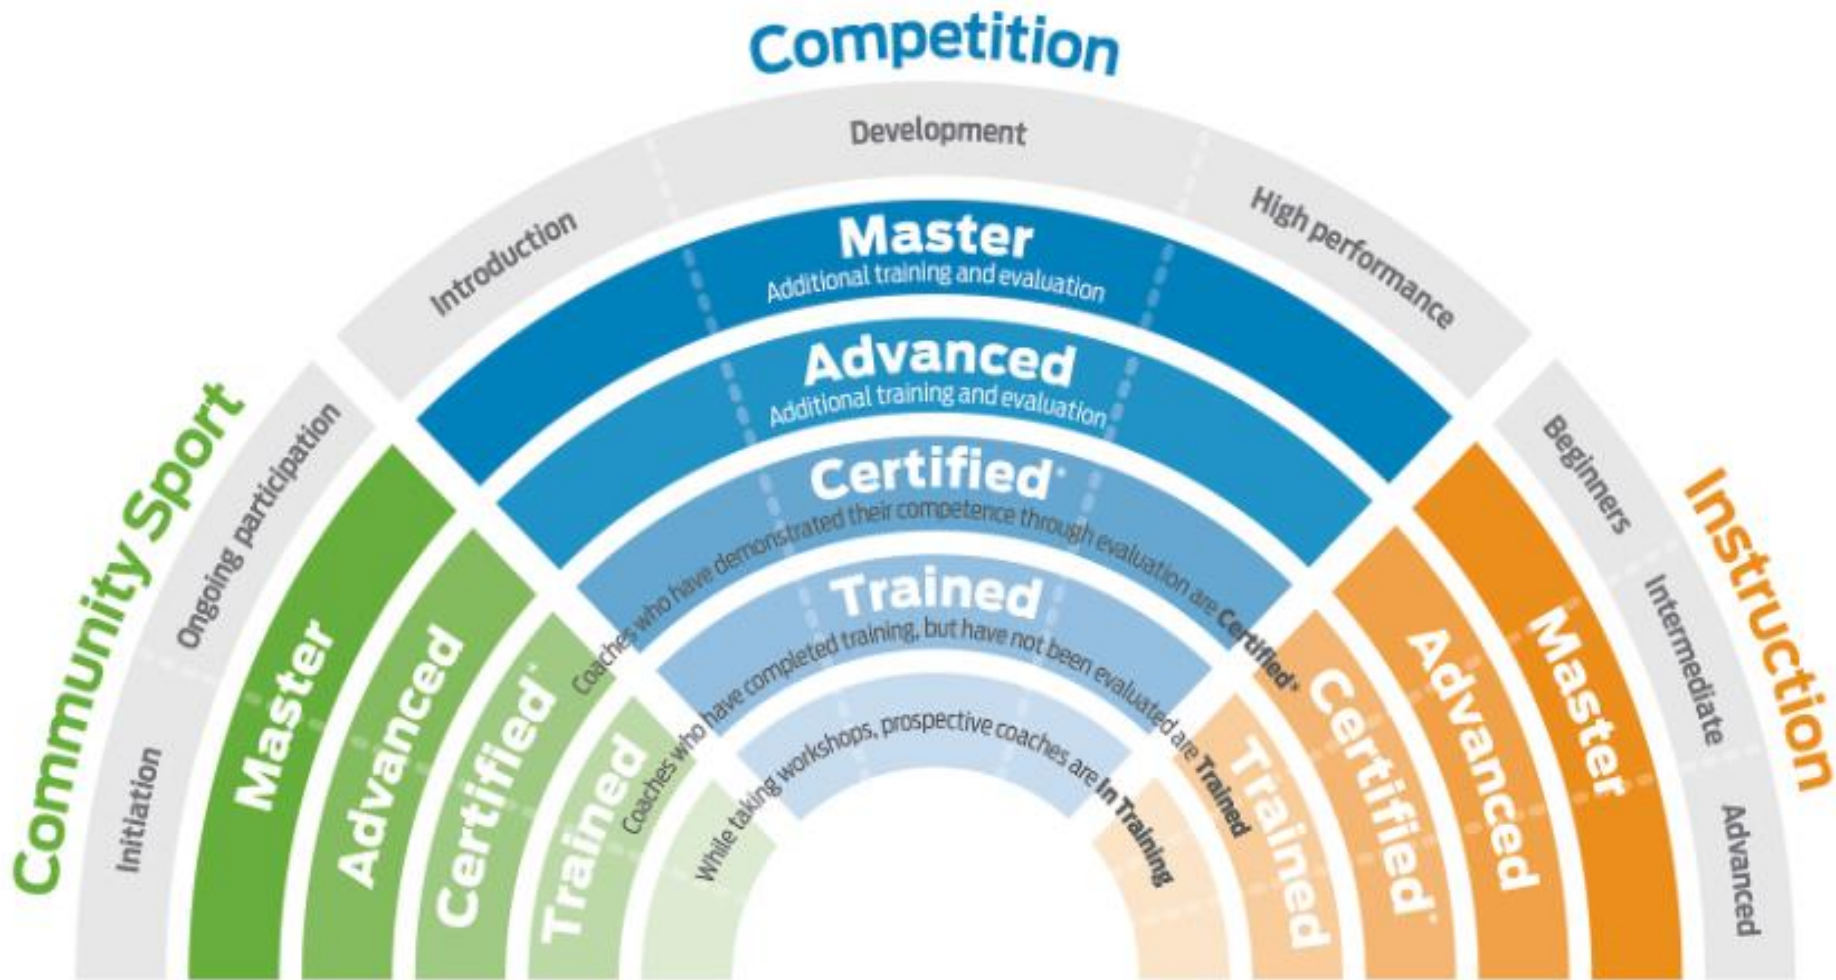 Competition
Introduction
Development
High performance
Master
Additional training and evaluation
Advanced
Additional training and evaluation
Certified*
Coaches who have demonstrated their competence through evaluation are Certified*
Trained
Coaches who have completed training, but have not been evaluated are Trained
While taking workshops, prospective coaches are In Training
Community Sport
Initiation
Ongoing participation
Master
Advanced
Certified*
Trained
Instruction
Beginners
Intermediate
Advanced
Master
Advanced
Certified*
Trained